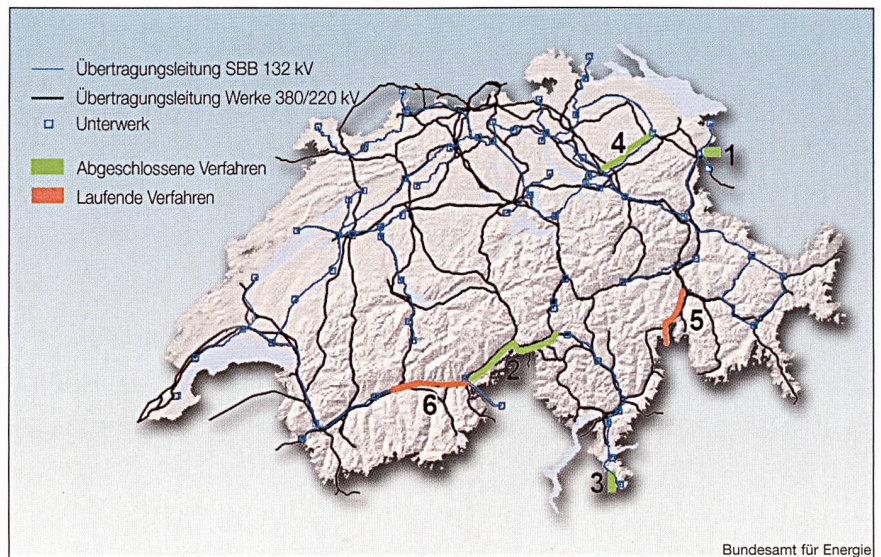 Übertragungsleitung SBB 132 kV
Übertragungsleitung Werke 380/220 kV
Unterwerk
Abgeschlossene Verfahren
Laufende Verfahren
4
1
5
2
6
3
Bundesamt für Energie